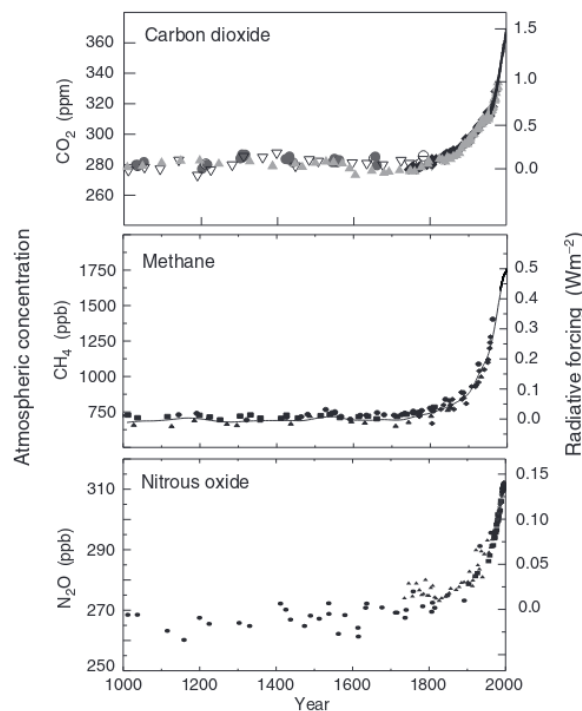 Carbon dioxide
360
340
320
300
280
260
CO₂ (ppm)
1.5
1.0
0.5
0.0
Methane
1750
1500
1250
1000
750
CH₄ (ppb)
0.5
0.4
0.3
0.2
0.1
0.0
Atmospheric concentration
Radiative forcing (Wm⁻²)
Nitrous oxide
310
290
270
250
N₂O (ppb)
0.15
0.10
0.05
0.0
1000 1200 1400 1600 1800 2000
Year